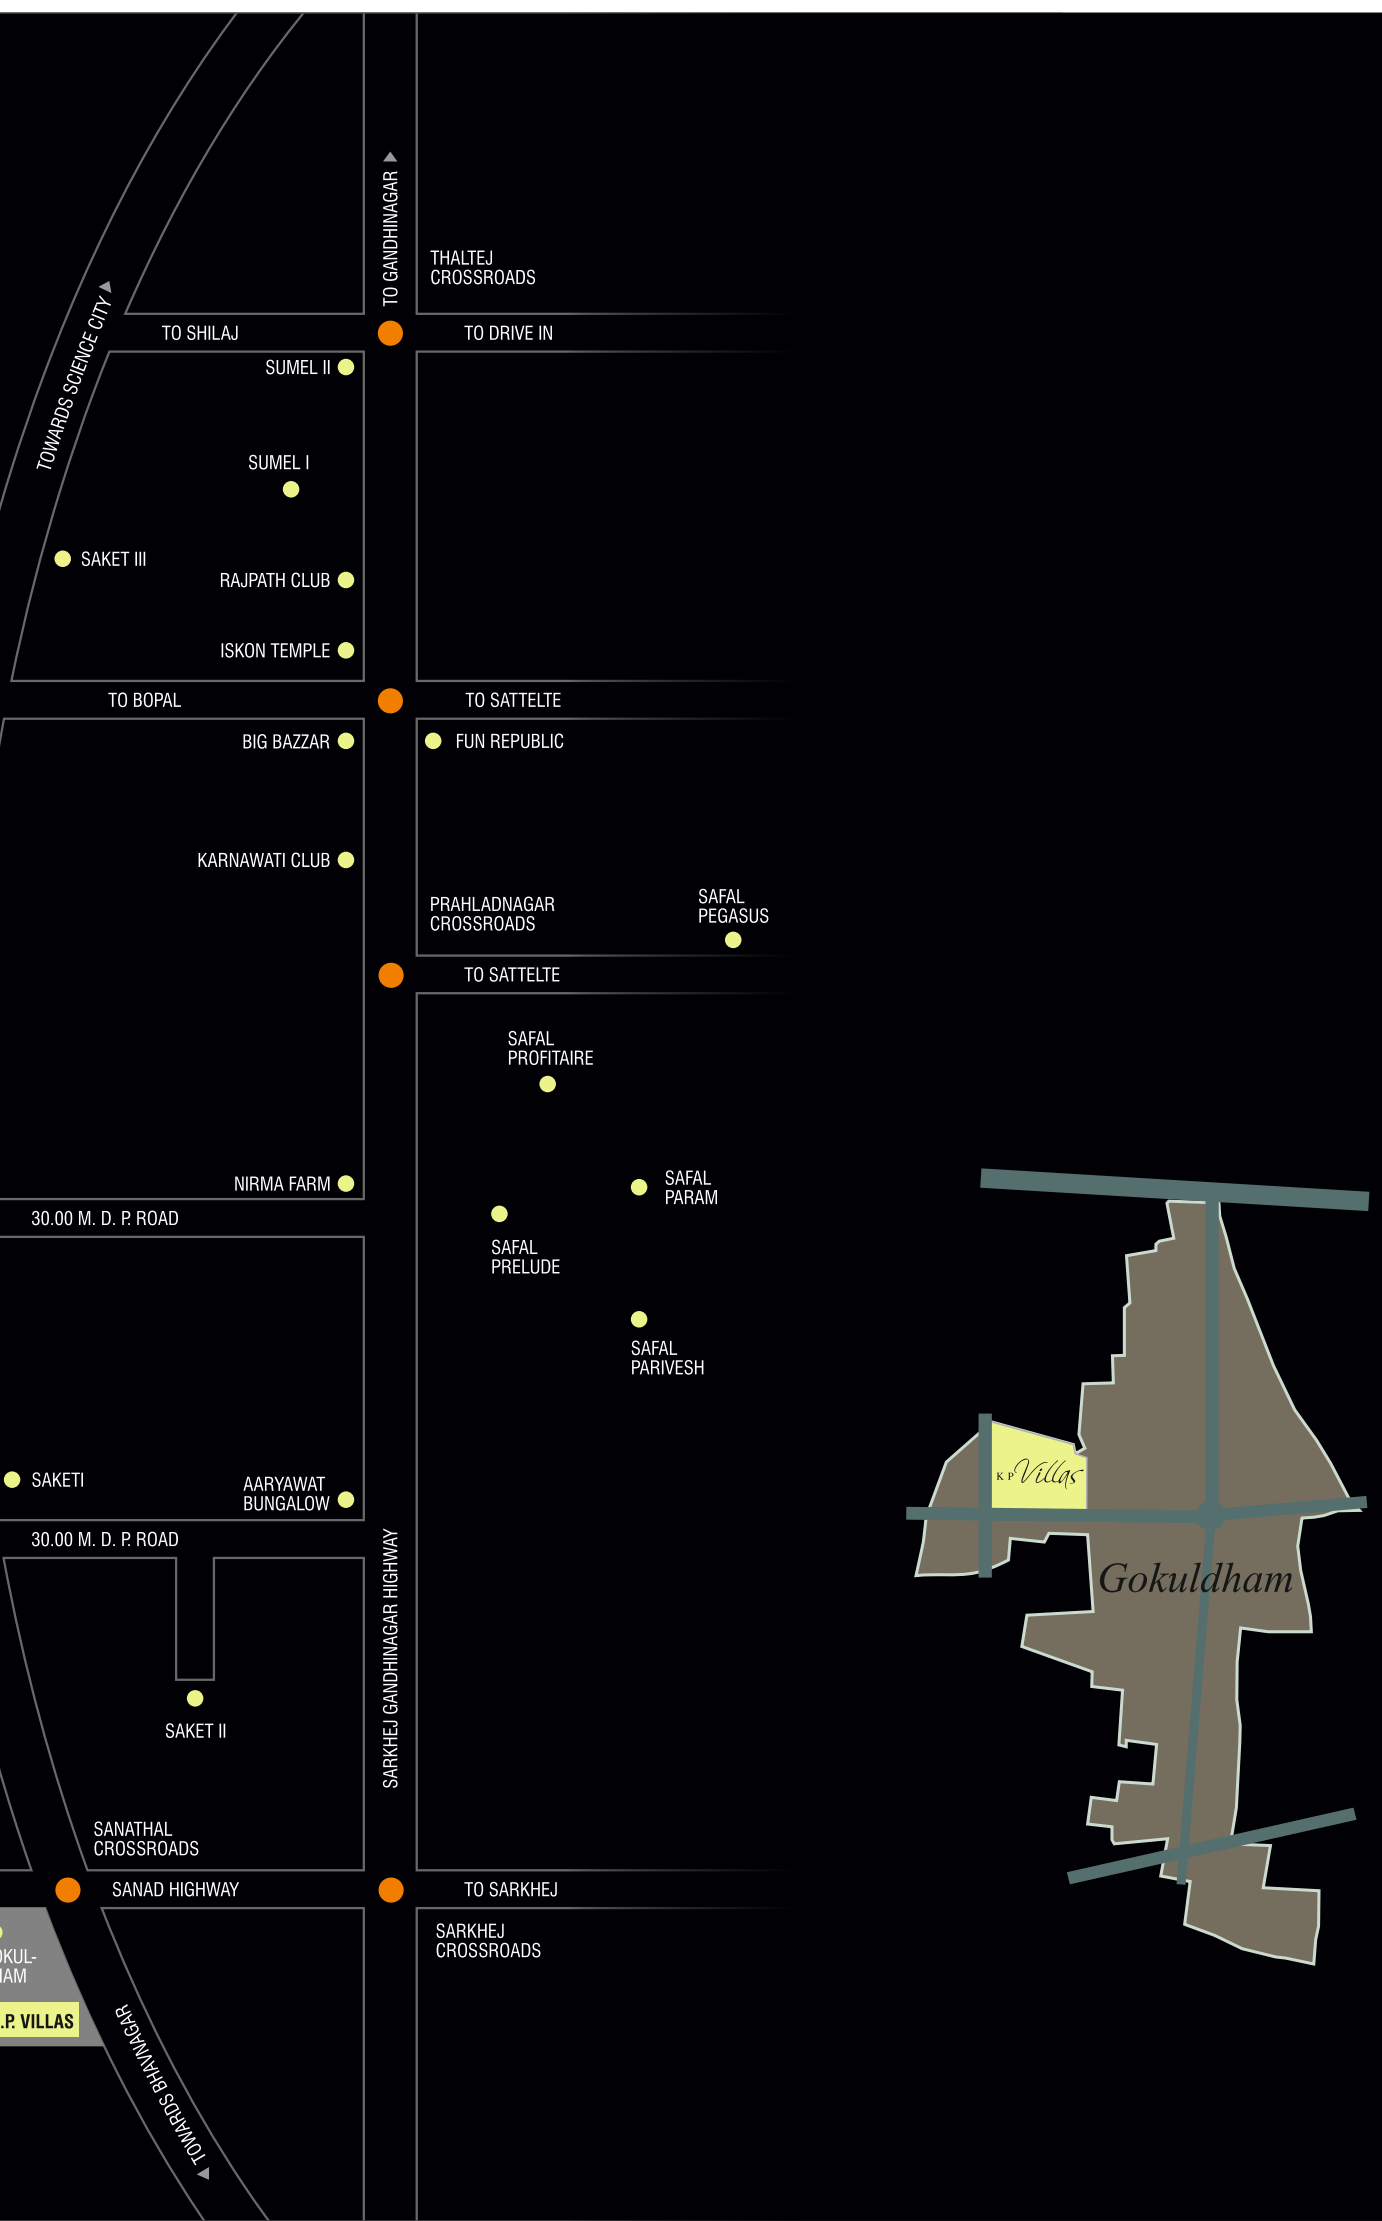 TO GANDHINAGAR
THALTEJ
CROSSROADS
TOWARDS SCIENCE CITY
TO SHILAJ
TO DRIVE IN
SUMEL II
SUMEL I
SAKET III
RAJPATH CLUB
ISKON TEMPLE
TO BOPAL
TO SATTELTE
BIG BAZZAR
FUN REPUBLIC
KARNAWATI CLUB
PRAHLADNAGAR
CROSSROADS
SAFAL
PEGASUS
TO SATTELTE
SAFAL
PROFITAIRE
NIRMA FARM
SAFAL
PARAM
30.00 M. D. P. ROAD
SAFAL
PRELUDE
SAFAL
PARIVESH
SAKETI
AARYAWAT
BUNGALOW
KP Villas
30.00 M. D. P. ROAD
SARKHEJ GANDHINAGAR HIGHWAY
Gokuldham
SAKET II
SANATHAL
CROSSROADS
SANAD HIGHWAY
TO SARKHEJ
SARKHEJ
CROSSROADS
OKUL-
HAM
.P. VILLAS
TOWARDS BHAVNAGAR